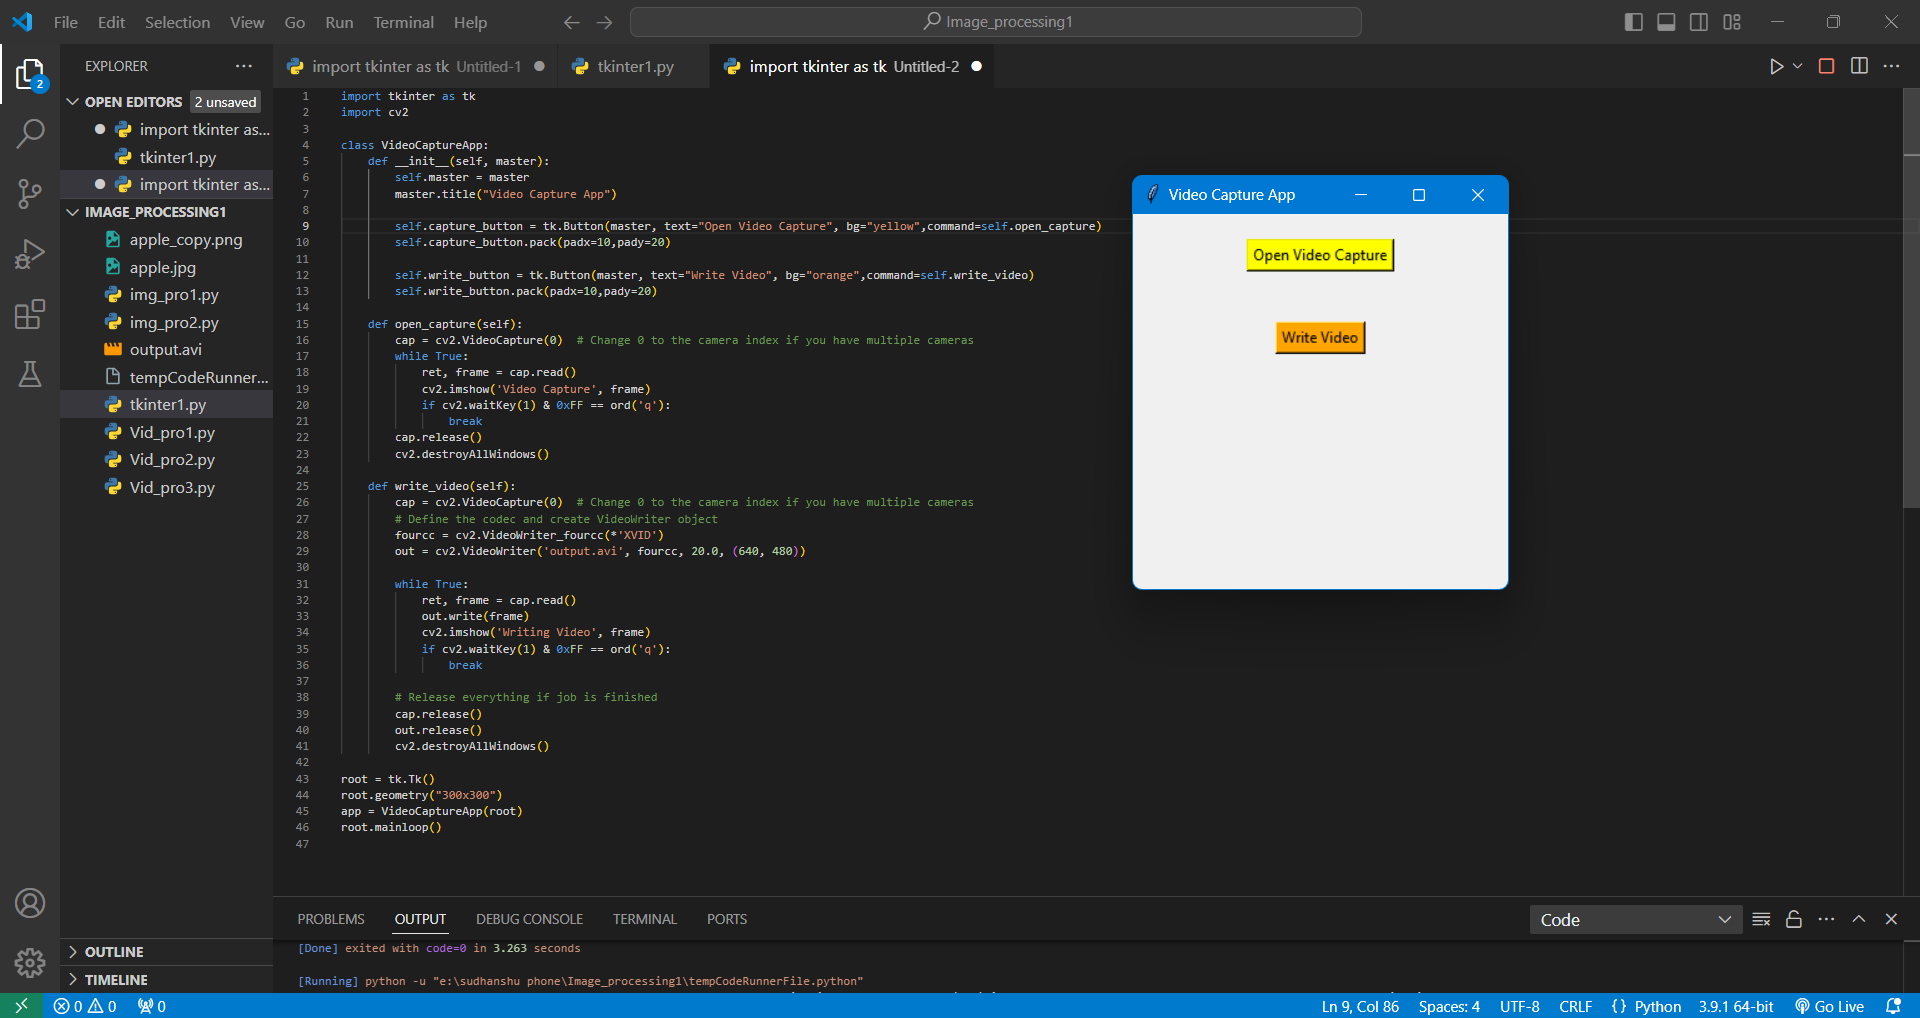 File Edit Selection View Go Run Terminal Help
Image_processing1
EXPLORER
OPEN EDITORS 2 unsaved
import tkinter as...
tkinter1.py
import tkinter as...
IMAGE_PROCESSING1
apple_copy.png
apple.jpg
img_pro1.py
img_pro2.py
output.avi
tempCodeRunner...
tkinter1.py
Vid_pro1.py
Vid_pro2.py
Vid_pro3.py
OUTLINE
TIMELINE
2
import tkinter as tk Untitled-1
tkinter1.py
import tkinter as tk Untitled-2
1 import tkinter as tk
2 import cv2
3
4 class VideoCaptureApp:
5 def __init__(self, master):
6 self.master = master
7 master.title("Video Capture App")
8
9 self.capture_button = tk.Button(master, text="Open Video Capture", bg="yellow",command=self.open_capture)
10 self.capture_button.pack(padx=10,pady=20)
11
12 self.write_button = tk.Button(master, text="Write Video", bg="orange",command=self.write_video)
13 self.write_button.pack(padx=10,pady=20)
14
15 def open_capture(self):
16 cap = cv2.VideoCapture(0) # Change 0 to the camera index if you have multiple cameras
17 while True:
18 ret, frame = cap.read()
19 cv2.imshow('Video Capture', frame)
20 if cv2.waitKey(1) & 0xFF == ord('q'):
21 break
22 cap.release()
23 cv2.destroyAllWindows()
24
25 def write_video(self):
26 cap = cv2.VideoCapture(0) # Change 0 to the camera index if you have multiple cameras
27 # Define the codec and create VideoWriter object
28 fourcc = cv2.VideoWriter_fourcc(*'XVID')
29 out = cv2.VideoWriter('output.avi', fourcc, 20.0, (640, 480))
30
31 while True:
32 ret, frame = cap.read()
33 out.write(frame)
34 cv2.imshow('Writing Video', frame)
35 if cv2.waitKey(1) & 0xFF == ord('q'):
36 break
37
38 # Release everything if job is finished
39 cap.release()
40 out.release()
41 cv2.destroyAllWindows()
42
43 root = tk.Tk()
44 root.geometry("300x300")
45 app = VideoCaptureApp(root)
46 root.mainloop()
47
Video Capture App
Open Video Capture
Write Video
PROBLEMS OUTPUT DEBUG CONSOLE TERMINAL PORTS
Code
[Done] exited with code=0 in 3.263 seconds
[Running] python -u "e:\sudhanshu phone\Image_processing1\tempCodeRunnerFile.python"
0 0 0
Ln 9, Col 86 Spaces: 4 UTF-8 CRLF {} Python 3.9.1 64-bit Go Live